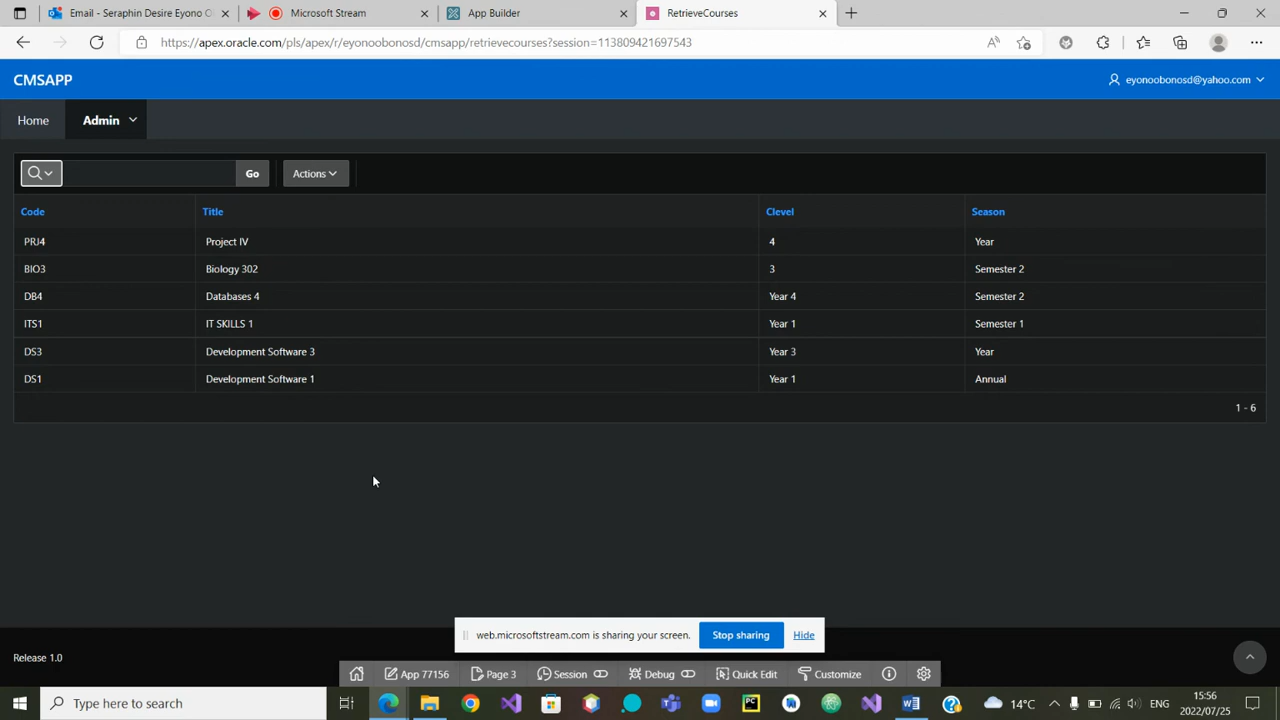 Email - Seraphin Desire Eyono O
Microsoft Stream
App Builder
RetrieveCourses
https://apex.oracle.com/pls/apex/r/eyonoobonosd/cmsapp/retrievecourses?session=113809421697543
CMSAPP
eyonoobonosd@yahoo.com
Home
Admin
Go
Actions
Code Title Clevel Season
PRJ4 Project IV 4 Year
BIO3 Biology 302 3 Semester 2
DB4 Databases 4 Year 4 Semester 2
ITS1 IT SKILLS 1 Year 1 Semester 1
DS3 Development Software 3 Year 3 Year
DS1 Development Software 1 Year 1 Annual
1 - 6
web.microsoftstream.com is sharing your screen.
Stop sharing
Hide
Release 1.0
App 77156
Page 3
Session
Debug
Quick Edit
Customize
Type here to search
14°C
ENG
15:56
2022/07/25